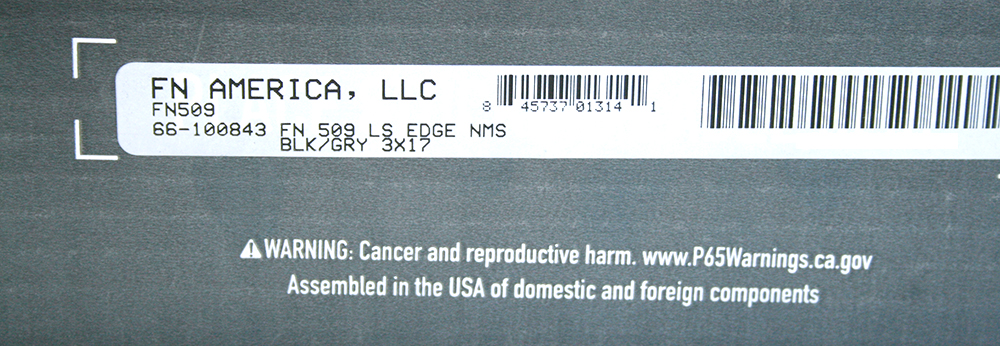 FN AMERICA, LLC
FN509
66-100843 FN 509 LS EDGE NMS
BLK/GRY 3X17
8 45737 01314 1
WARNING: Cancer and reproductive harm. www.P65Warnings.ca.gov
Assembled in the USA of domestic and foreign components